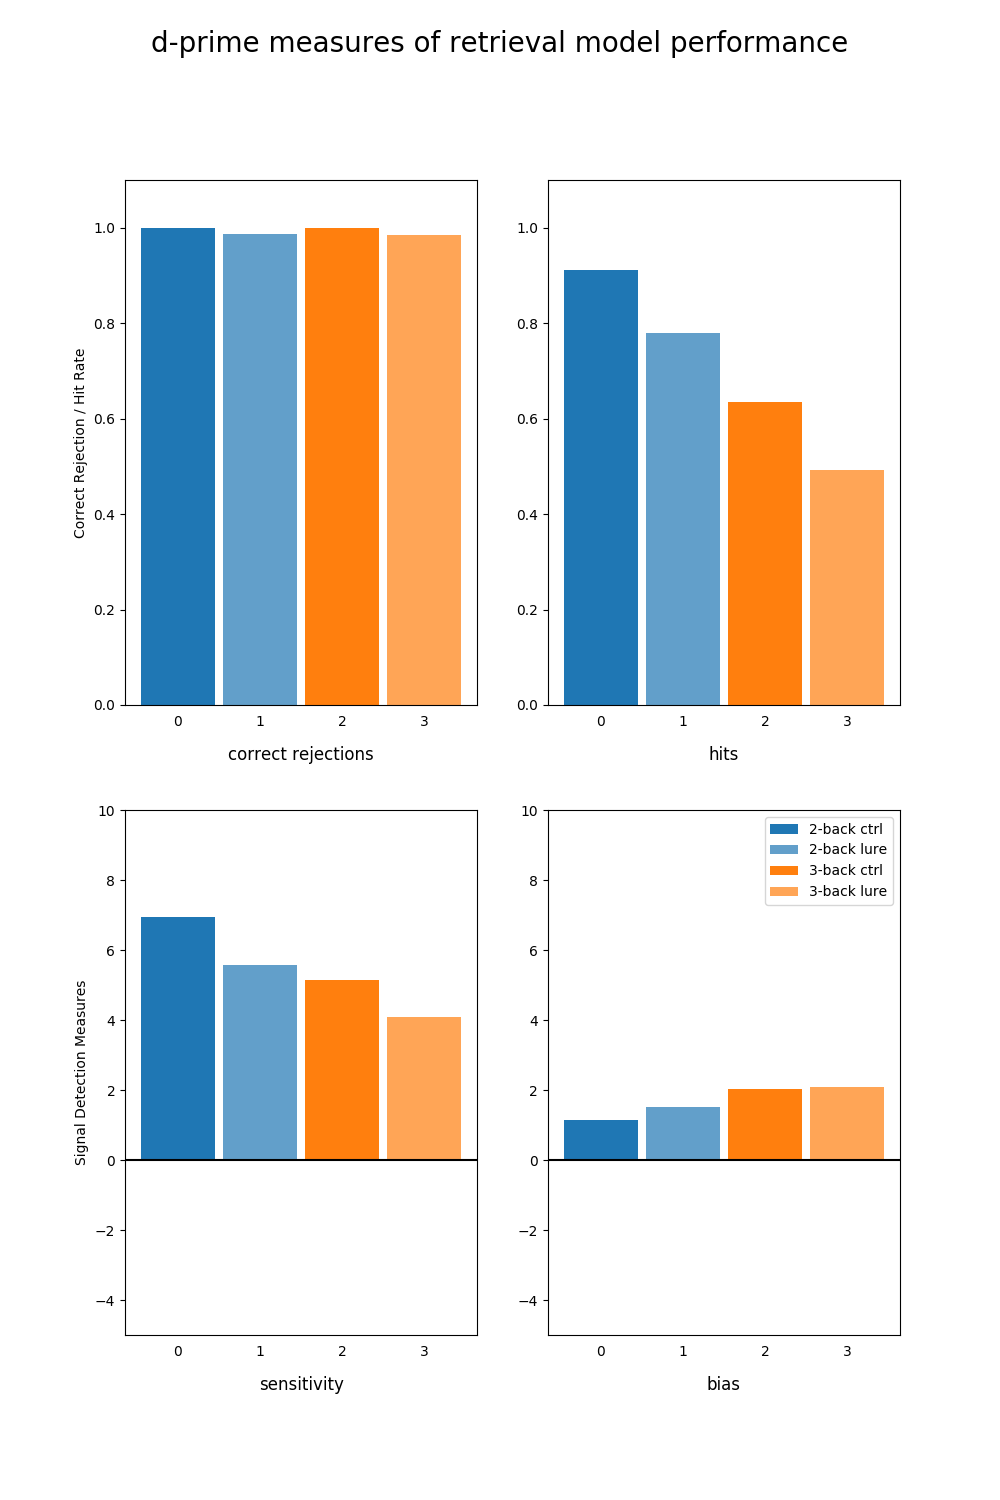 d-prime measures of retrieval model performance
Correct Rejection / Hit Rate
1.0
0.8
0.6
0.4
0.2
0.0
0 1 2 3
correct rejections
1.0
0.8
0.6
0.4
0.2
0.0
0 1 2 3
hits
Signal Detection Measures
10
8
6
4
2
0
−2
−4
0 1 2 3
sensitivity
10
8
6
4
2
0
−2
−4
2-back ctrl
2-back lure
3-back ctrl
3-back lure
0 1 2 3
bias